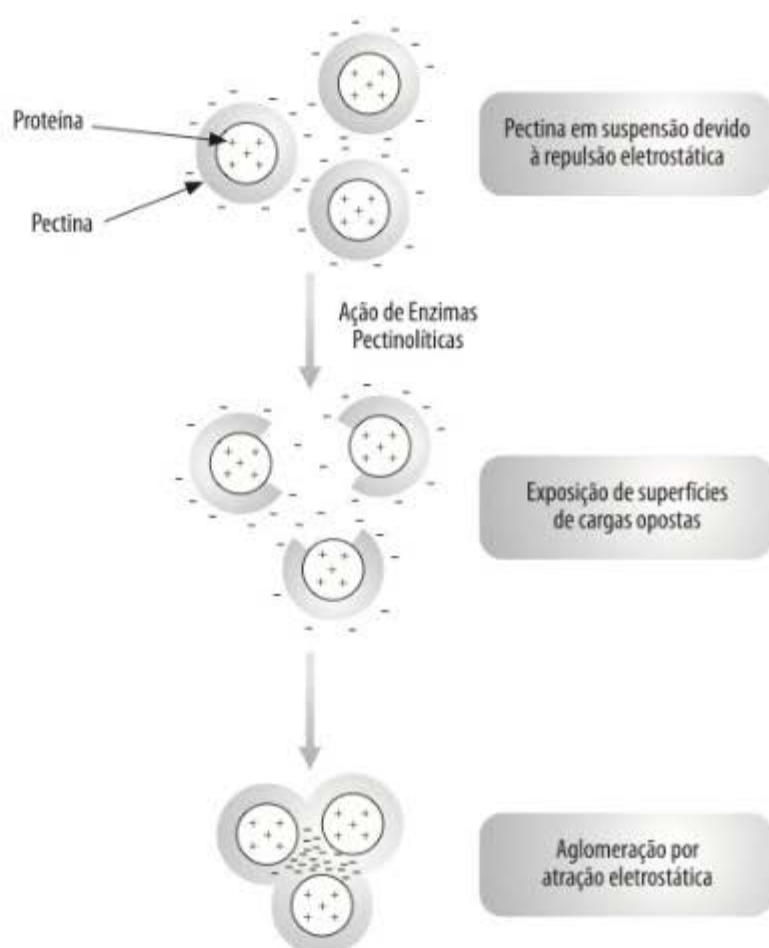 Proteína
Pectina
Pectina em suspensão devido
à repulsão eletrostática
Ação de Enzimas
Pectinolíticas
Exposição de superfícies
de cargas opostas
Aglomeração por
atração eletrostática